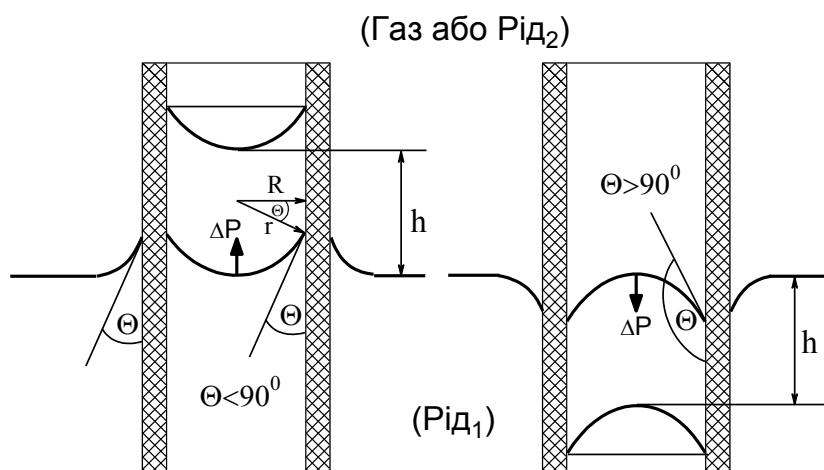 (Газ або Рід₂)
R
Θ
r
ΔP
h
Θ
Θ
Θ<90⁰
Θ>90⁰
ΔP
Θ
h
(Рід₁)